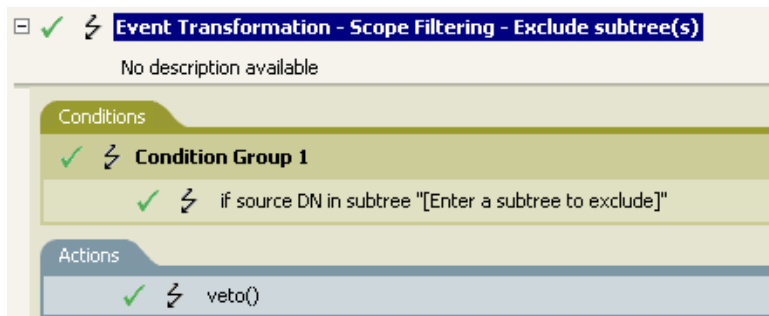 Event Transformation - Scope Filtering - Exclude subtree(s)
No description available
Conditions
Condition Group 1
if source DN in subtree "[Enter a subtree to exclude]"
Actions
veto()